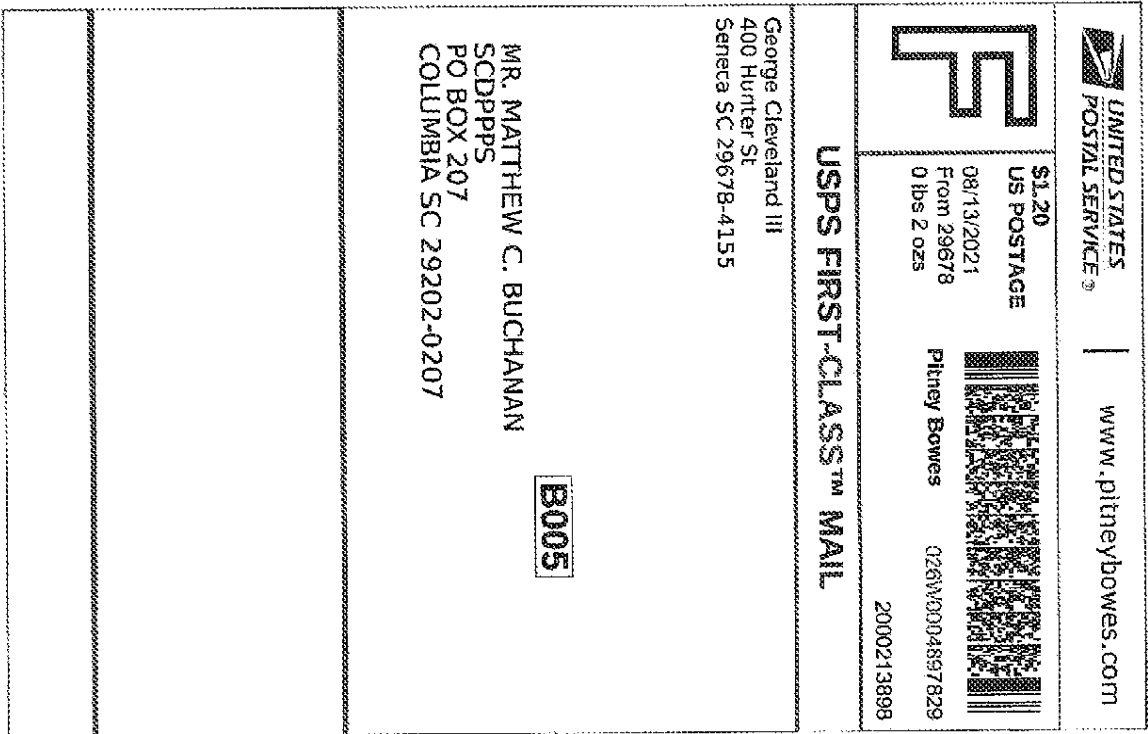 UNITED STATES
POSTAL SERVICE®
www.pitneybowes.com
F
$1.20
US POSTAGE
08/13/2021
From 29678
0 lbs 2 ozs
Pitney Bowes
026W0004897829
2000213898
USPS FIRST-CLASS™ MAIL
George Cleveland III
400 Hunter St
Seneca SC 29678-4155
B005
MR. MATTHEW C. BUCHANAN
SCDPPPS
PO BOX 207
COLUMBIA SC 29202-0207